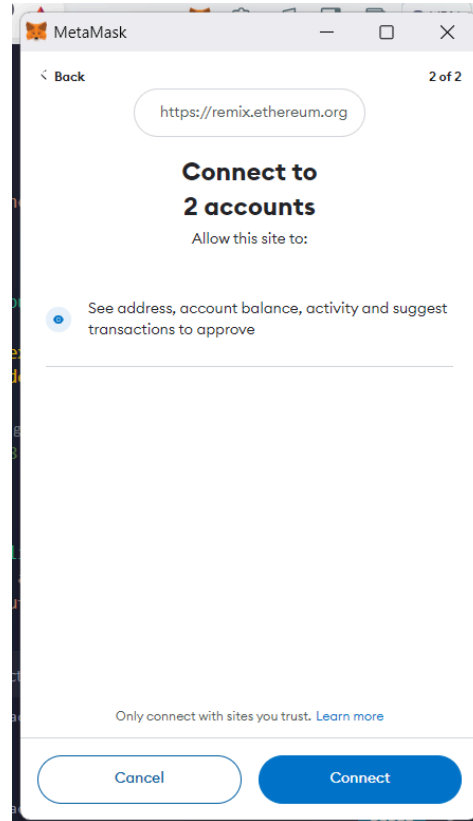 MetaMask
Back
2 of 2
https://remix.ethereum.org
Connect to
2 accounts
Allow this site to:
See address, account balance, activity and suggest
transactions to approve
Only connect with sites you trust. Learn more
Cancel
Connect